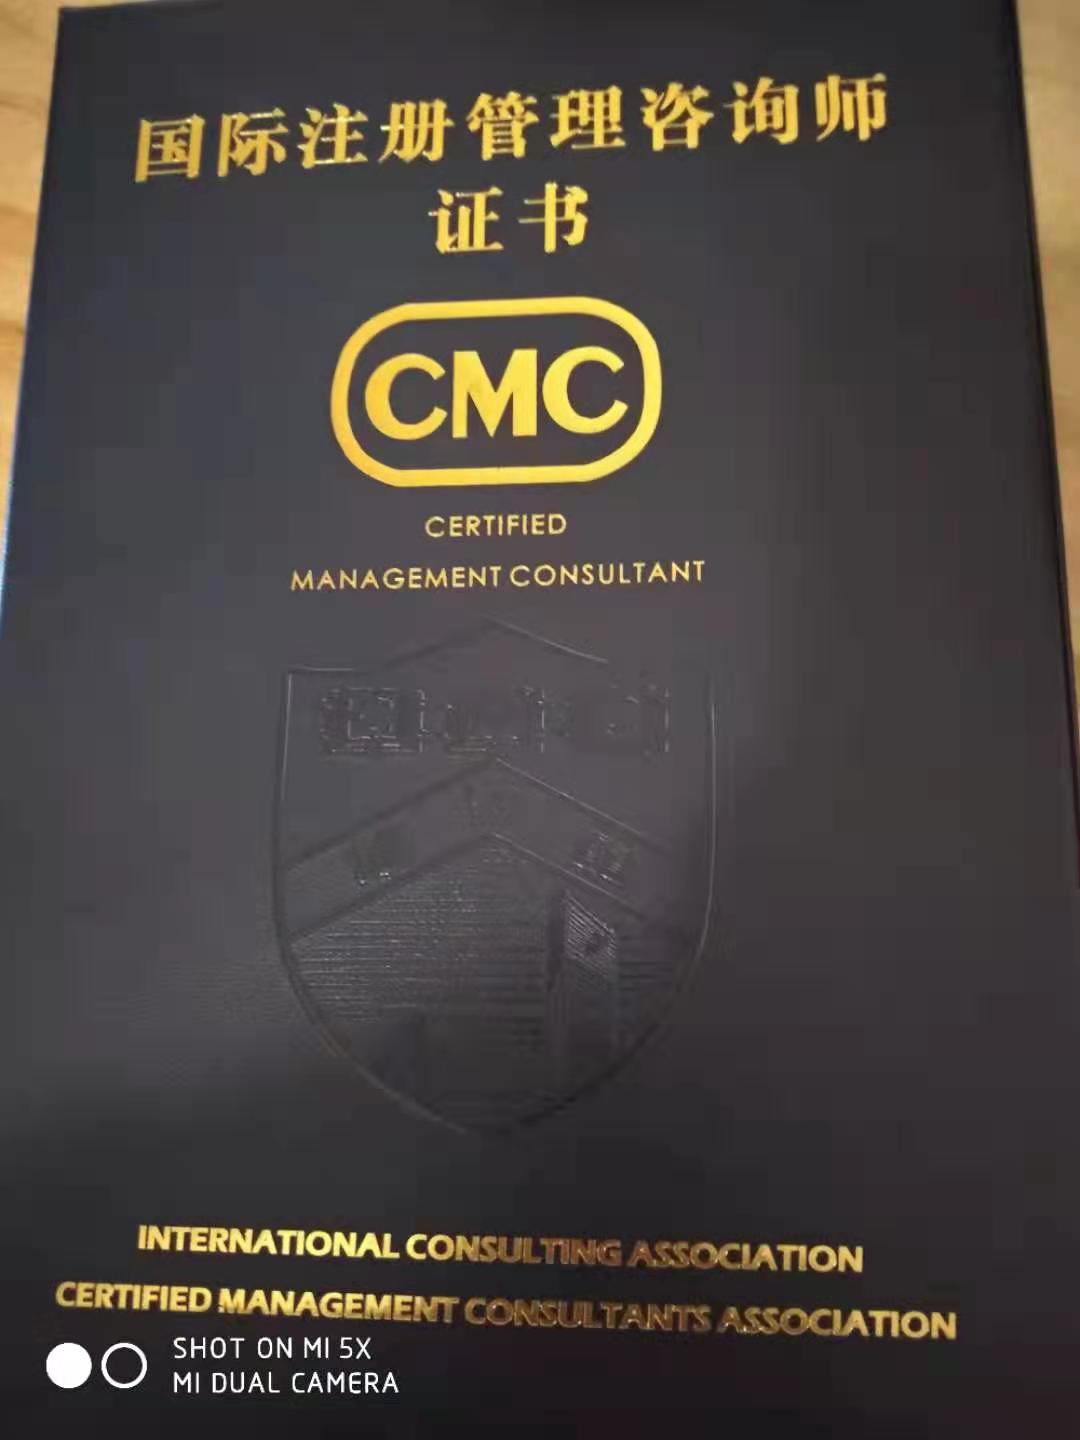 国际注册管理咨询师
证书
CMC
CERTIFIED
MANAGEMENT CONSULTANT
INTERNATIONAL CONSULTING ASSOCIATION
CERTIFIED MANAGEMENT CONSULTANTS ASSOCIATION
SHOT ON MI 5X
MI DUAL CAMERA